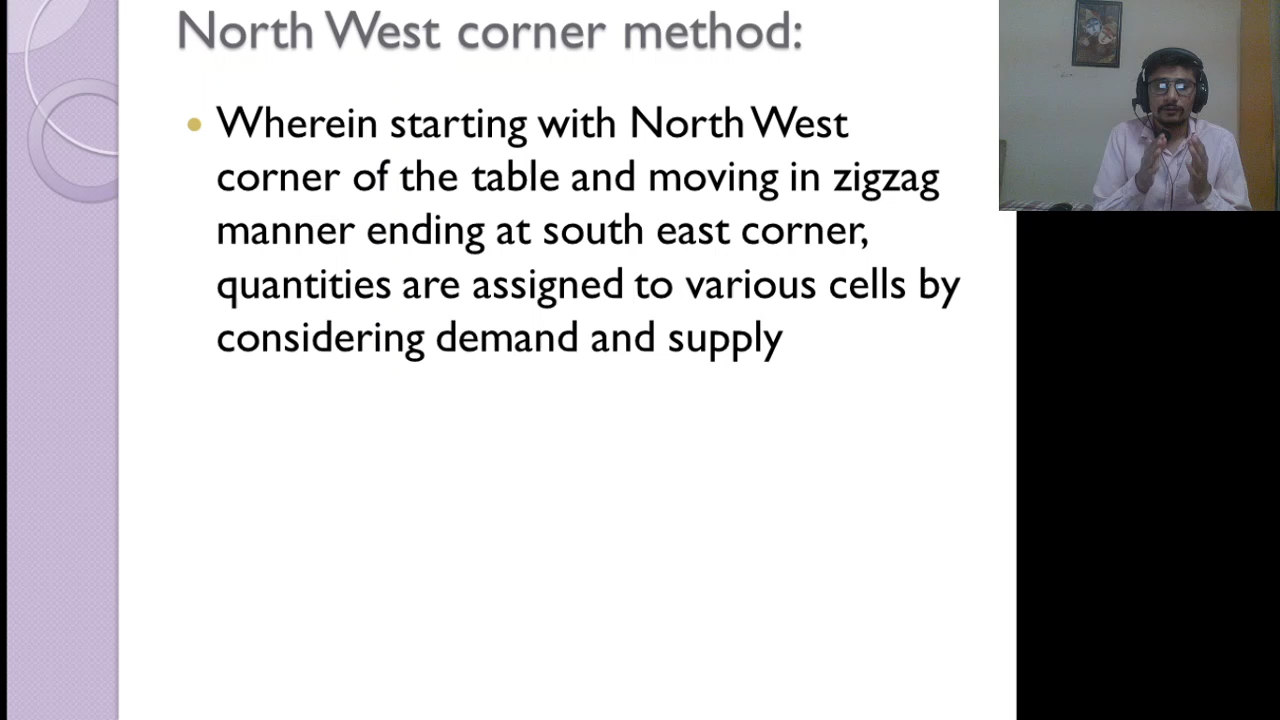 North West corner method:
Wherein starting with North West
corner of the table and moving in zigzag
manner ending at south east corner,
quantities are assigned to various cells by
considering demand and supply